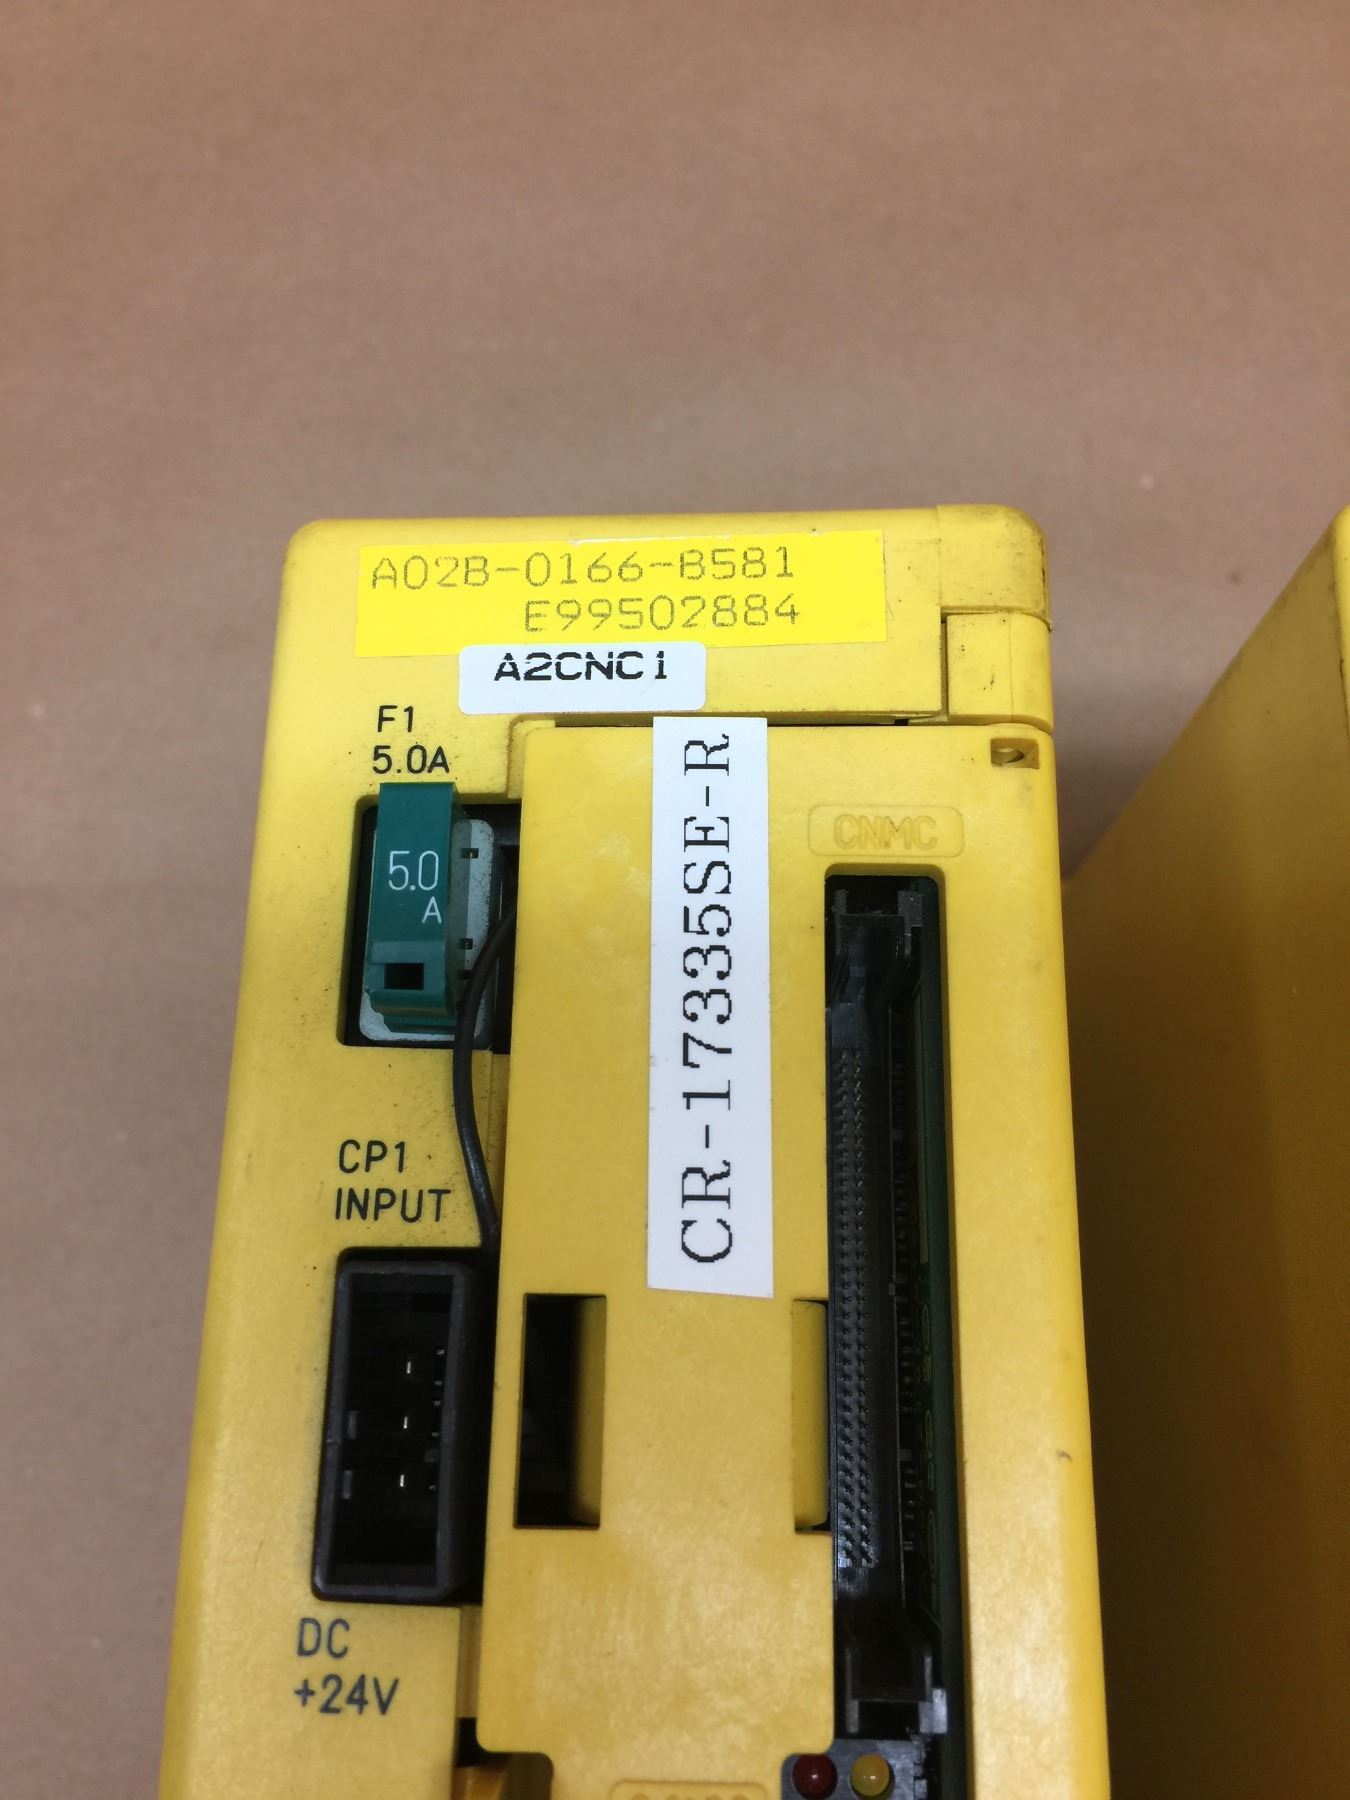 A02B-0166-B581
E99502884
A2CNC1
F1
5.0A
5.0
A
CR-17335SE-R
CNMC
CP1
INPUT
DC
+24V